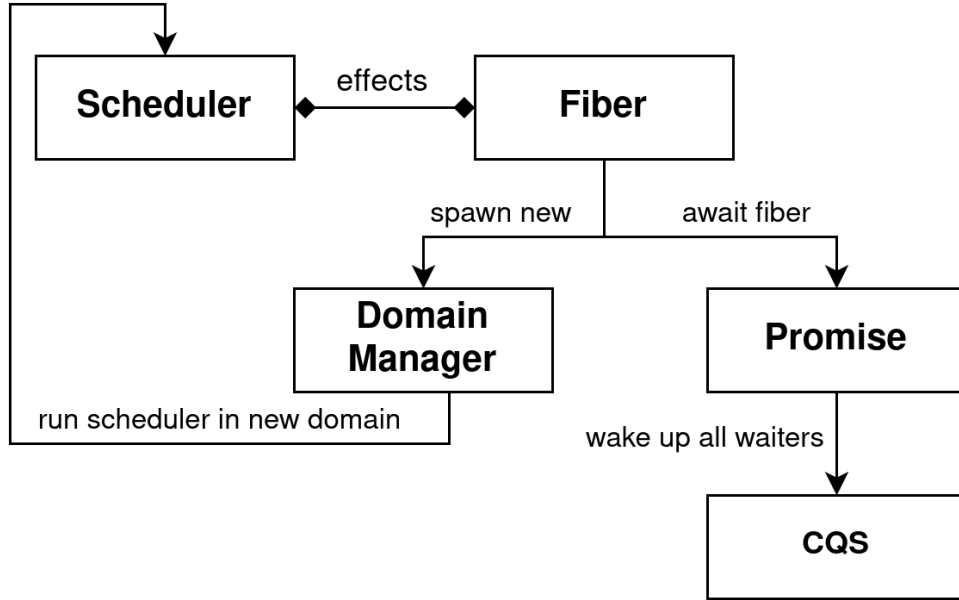 effects
Scheduler
Fiber
spawn new
await fiber
Domain
Manager
Promise
run scheduler in new domain
wake up all waiters
CQS